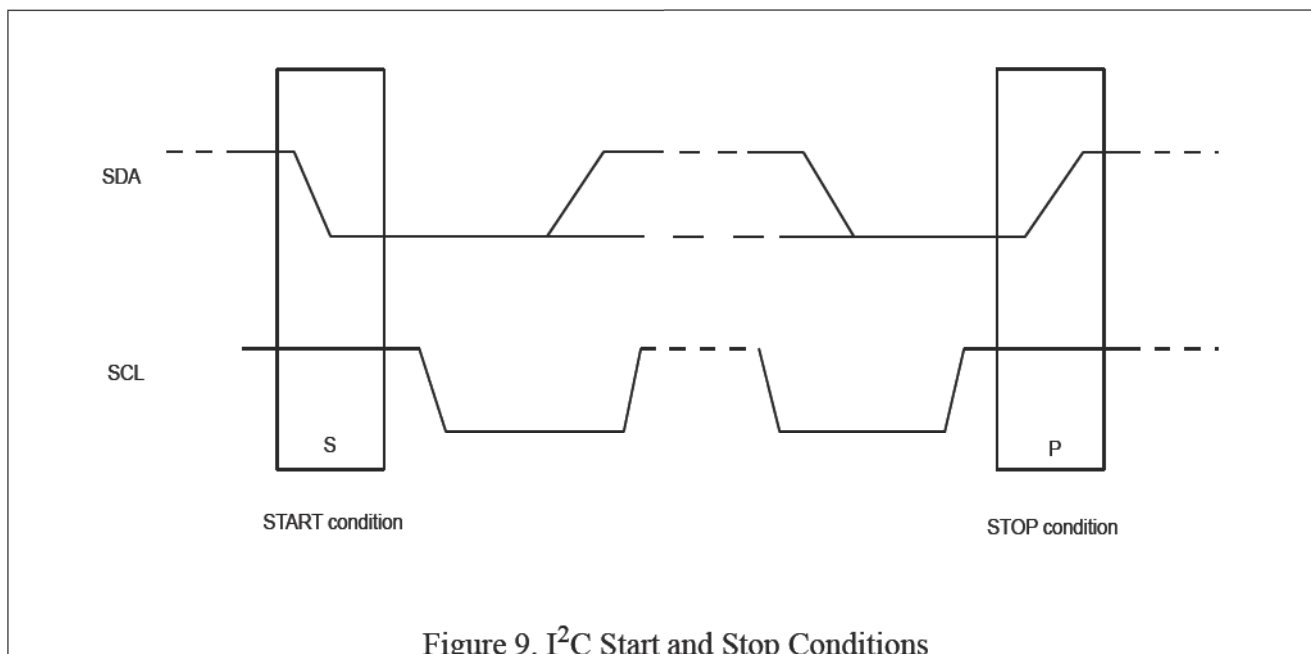 SDA
SCL
S
P
START condition
STOP condition
Figure 9. I²C Start and Stop Conditions